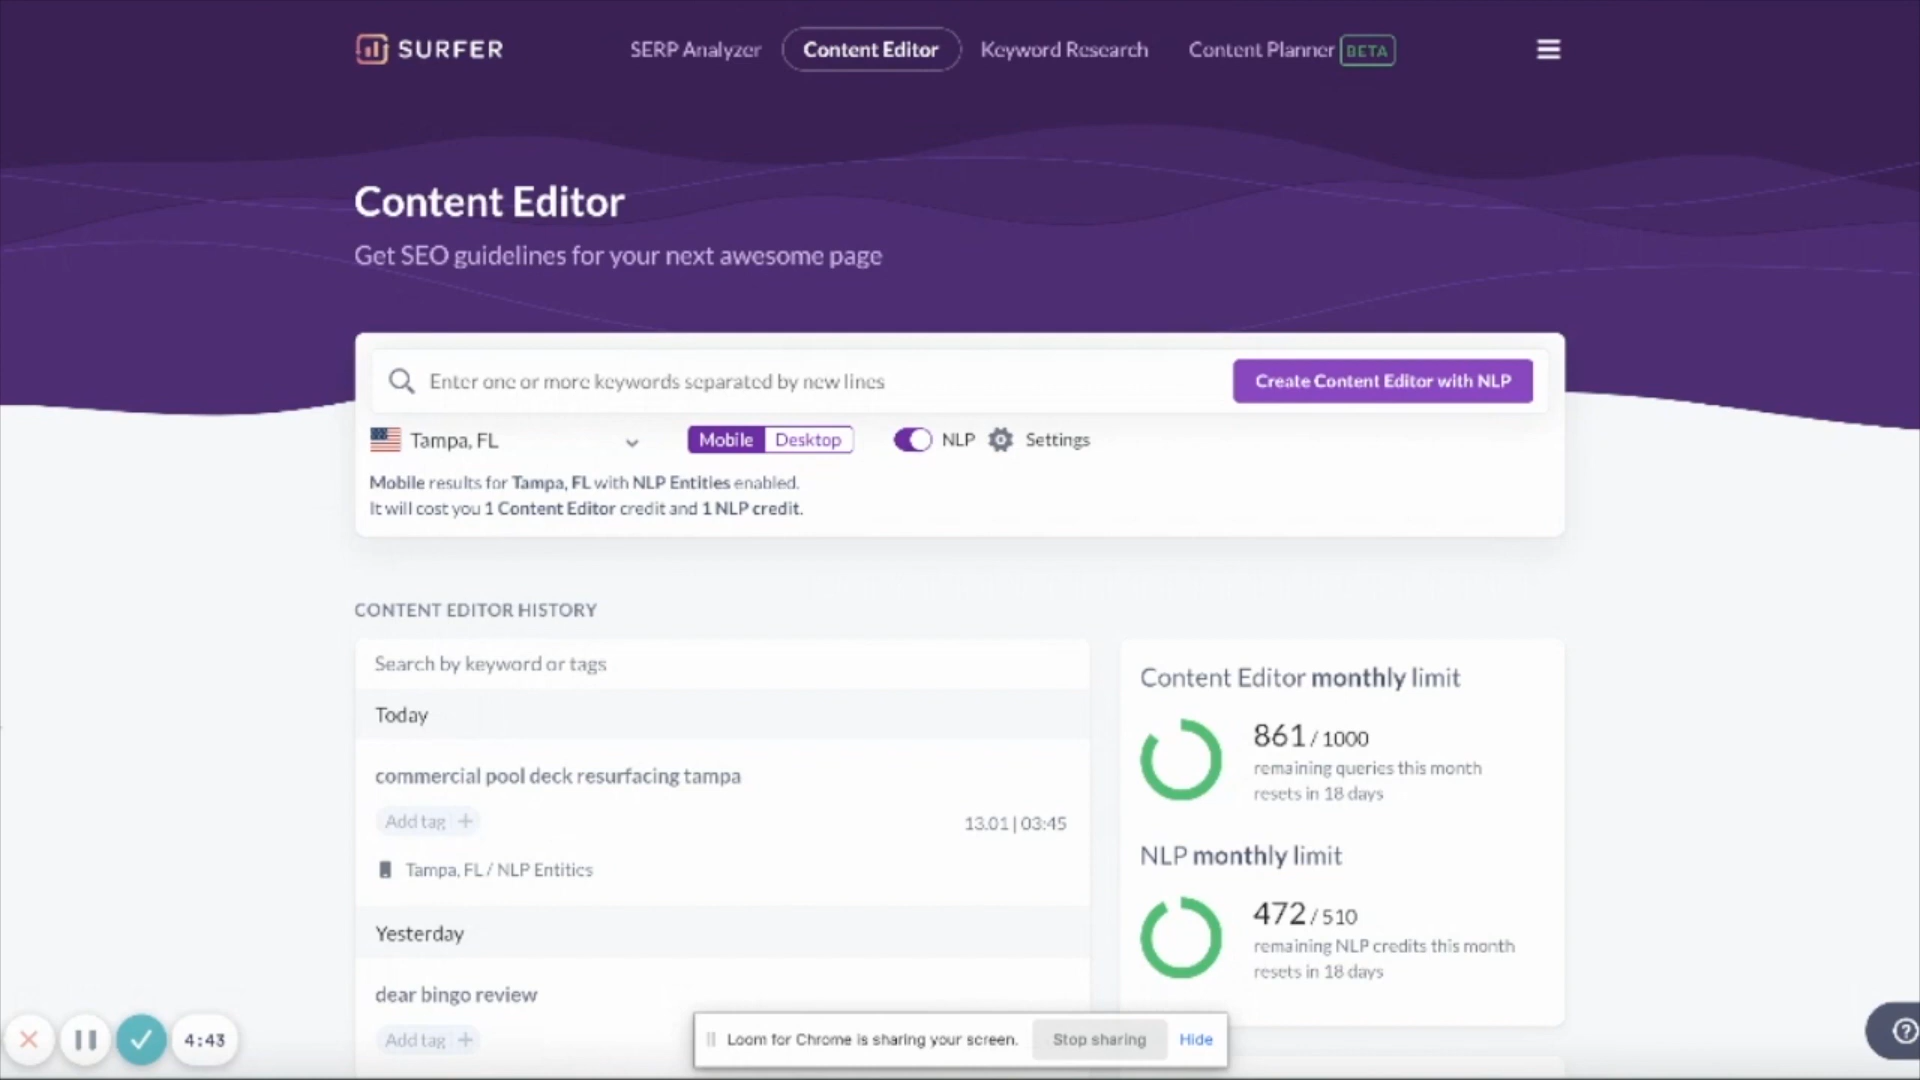 SURFER
SERP Analyzer
Content Editor
Keyword Research
Content Planner BETA
Content Editor
Get SEO guidelines for your next awesome page
Enter one or more keywords separated by new lines
Create Content Editor with NLP
Tampa, FL
Mobile Desktop
NLP
Settings
Mobile results for Tampa, FL with NLP Entities enabled.
It will cost you 1 Content Editor credit and 1 NLP credit.
CONTENT EDITOR HISTORY
Search by keyword or tags
Today
commercial pool deck resurfacing tampa
Add tag +
13.01 | 03:45
Tampa, FL / NLP Entities
Yesterday
dear bingo review
Add tag +
Content Editor monthly limit
861 / 1000
remaining queries this month
resets in 18 days
NLP monthly limit
472 / 510
remaining NLP credits this month
resets in 18 days
4:43
Loom for Chrome is sharing your screen.
Stop sharing
Hide